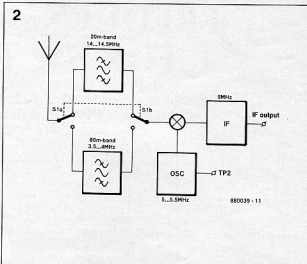 2
20m-band
14...14.5MHz
S1a
S1b
9MHz
IF
IF output
80m-band
3.5...4MHz
OSC
TP2
5...5.5MHz
880039 - 11